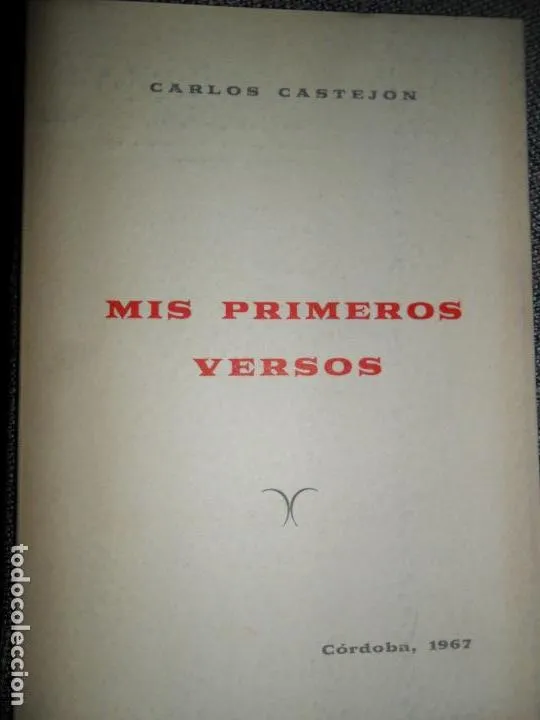 CARLOS CASTEJON
MIS PRIMEROS
VERSOS
Córdoba, 1967
todocoleccion